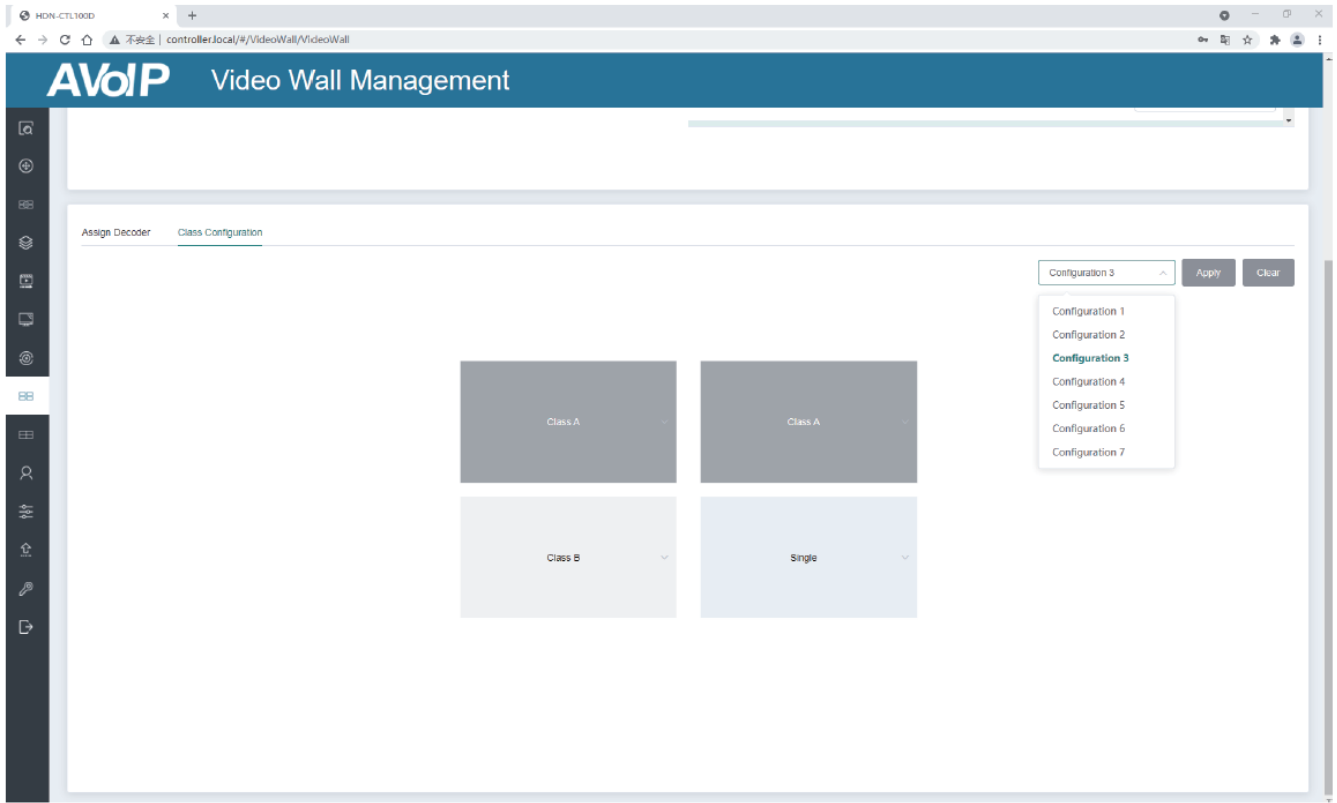 HDN-CTL100D
不安全 | controller.local/#/VideoWall/VideoWall
AVoIP Video Wall Management
Assign Decoder Class Configuration
Configuration 3 Apply Clear
Configuration 1
Configuration 2
Configuration 3
Configuration 4
Configuration 5
Configuration 6
Configuration 7
Class A Class A
Class B Single